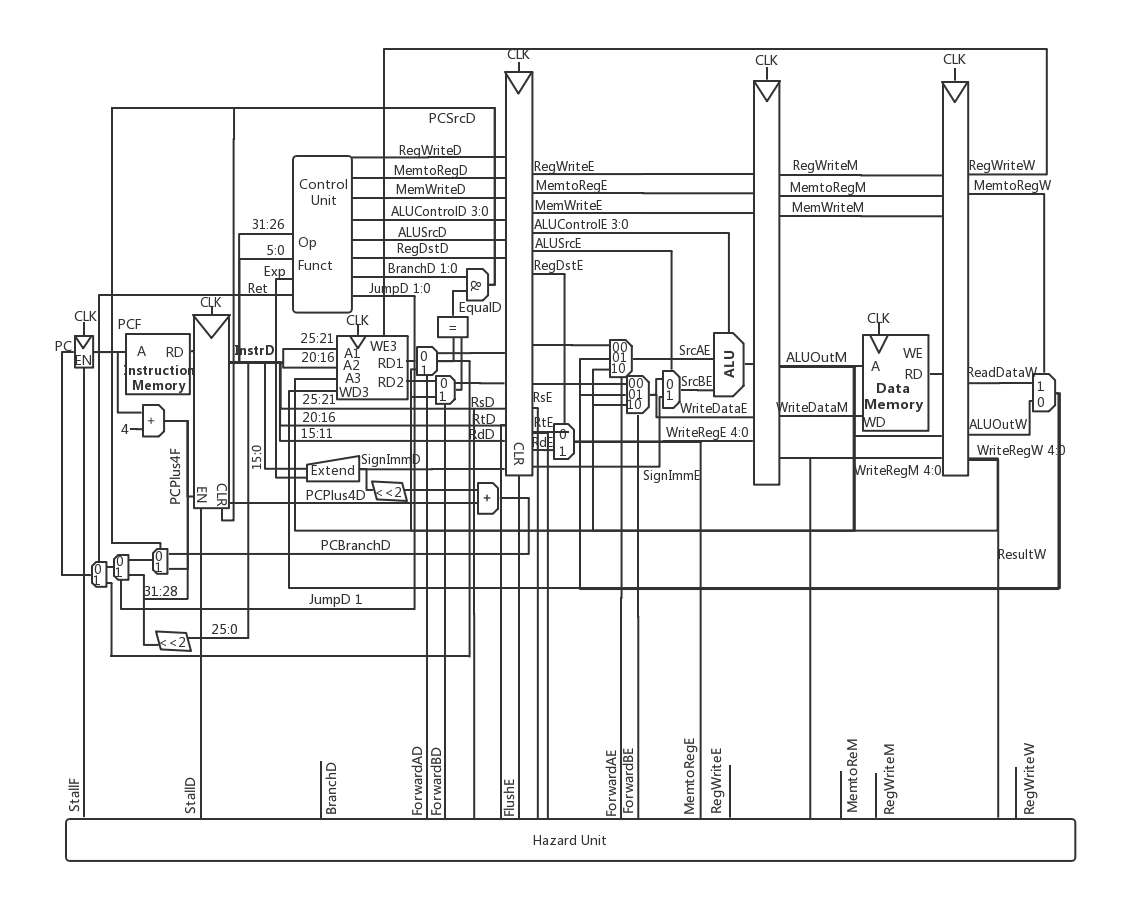 CLK
CLK
CLK
PCSrcD
RegWriteD
MemtoRegD
MemWriteD
ALUControlD 3:0
ALUSrcD
RegDstD
BranchD 1:0
JumpD 1:0
Control
Unit
Op
Funct
31:26
5:0
Exp
Ret
&
EqualD
=
RegWriteE
MemtoRegE
MemWriteE
ALUControlE 3:0
ALUSrcE
RegDstE
RegWriteM
MemtoRegM
MemWriteM
RegWriteW
MemtoRegW
CLK
PC
EN
PCF
A
RD
Instruction
Memory
4
+
PCPlus4F
CLK
EN
CLR
InstrD
25:21
20:16
CLK
A1
A2
A3
WD3
WE3
RD1
RD2
0
1
0
1
25:21
20:16
15:11
RsD
RtD
RdD
15:0
Extend
SignImmD
<<2
PCPlus4D
+
CLR
RsE
RtE
RdE
0
1
00
01
10
00
01
10
0
1
SrcAE
SrcBE
ALU
WriteDataE
WriteRegE 4:0
SignImmE
ALUOutM
WriteDataM
CLK
A
WE
RD
Data
Memory
WD
WriteRegM 4:0
ReadDataW
1
0
ALUOutW
WriteRegW 4:0
ResultW
PCBranchD
0
1
0
1
0
1
31:28
JumpD 1
25:0
<<2
StallF
StallD
BranchD
ForwardAD
ForwardBD
FlushE
ForwardAE
ForwardBE
MemtoRegE
RegWriteE
MemtoReM
RegWriteM
RegWriteW
Hazard Unit